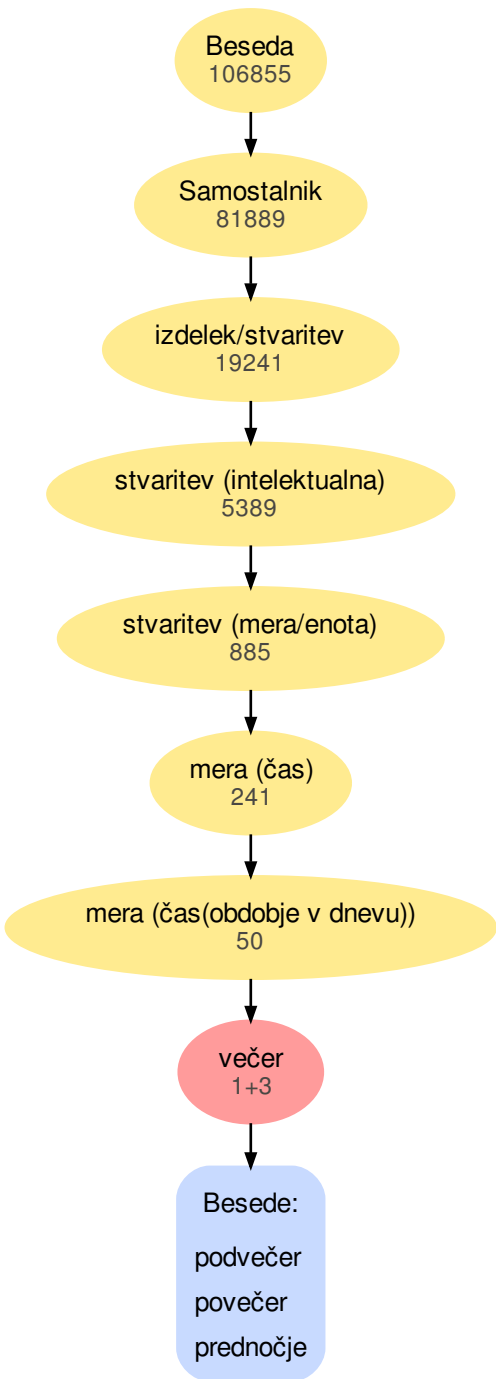 Beseda
106855
Samostalnik
81889
izdelek/stvaritev
19241
stvaritev (intelektualna)
5389
stvaritev (mera/enota)
885
mera (čas)
241
mera (čas(obdobje v dnevu))
50
večer
1+3
Besede:
podvečer
povečer
prednočje